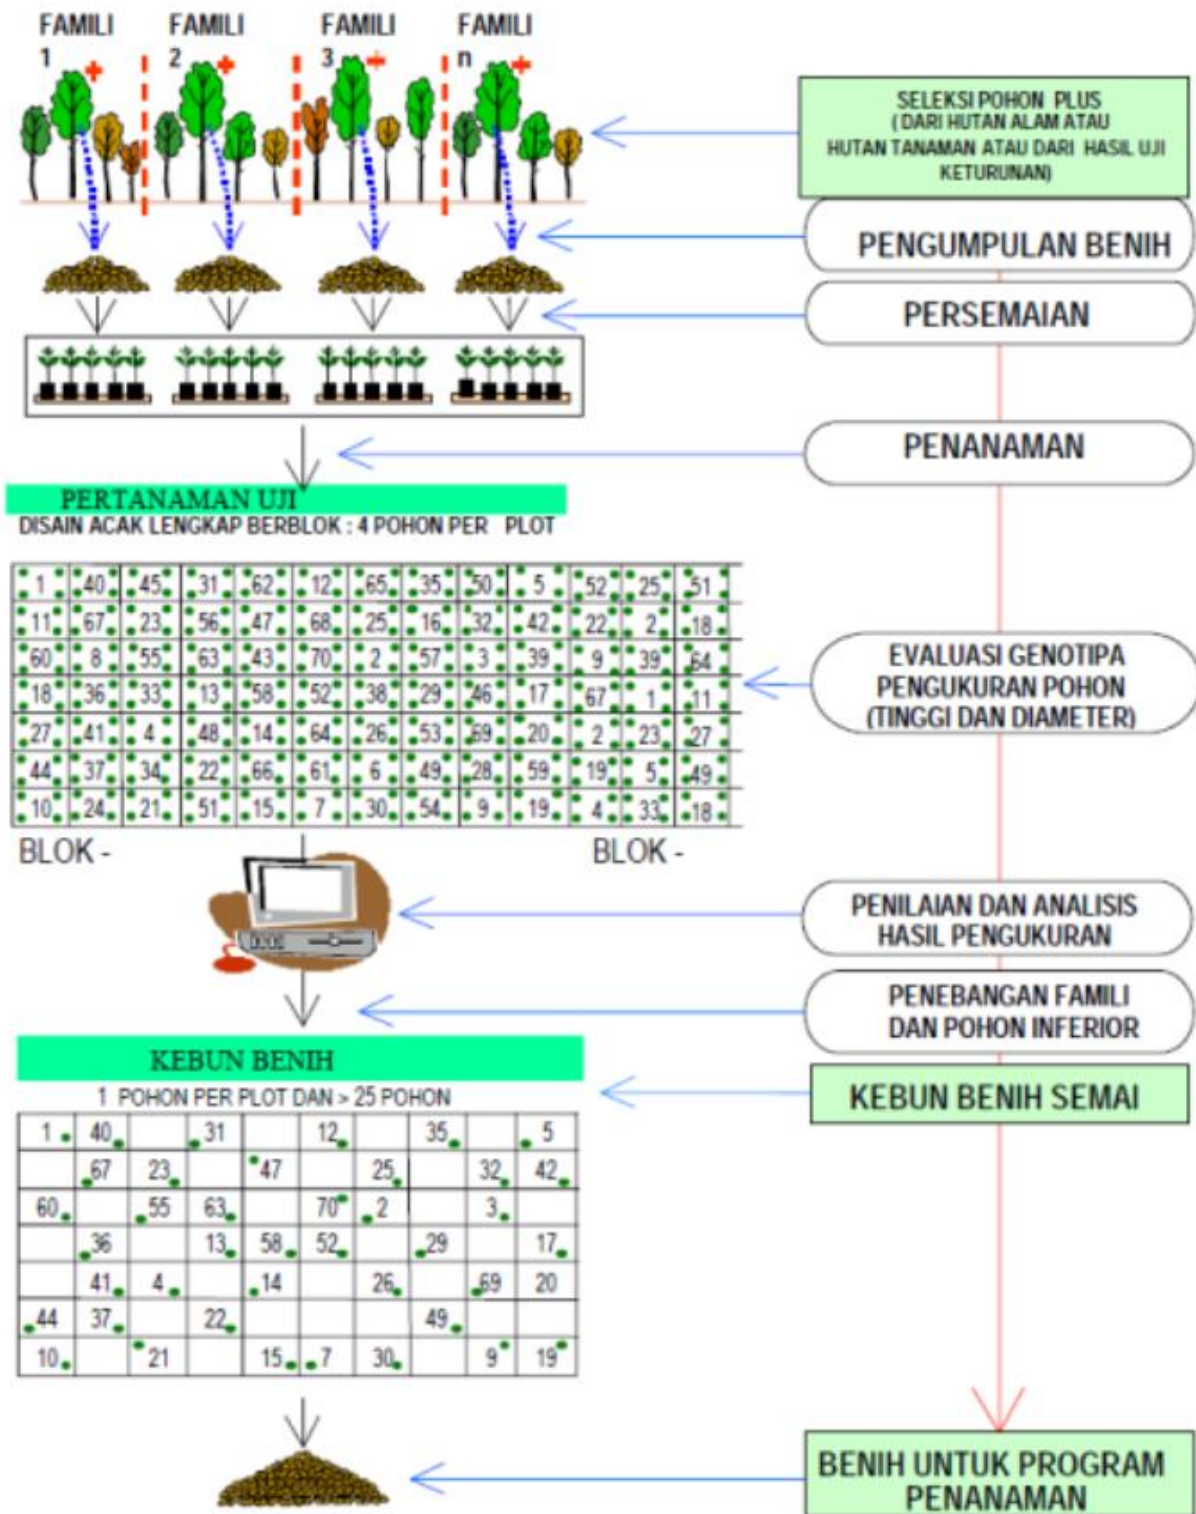 FAMILI 1
FAMILI 2
FAMILI 3
FAMILI n
SELEKSI POHON PLUS
( DARI HUTAN ALAM ATAU
HUTAN TANAMAN ATAU DARI HASIL UJI
KETURUNAN)
PENGUMPULAN BENIH
PERSEMAIAN
PENANAMAN
PERTANAMAN UJI
DISAIN ACAK LENGKAP BERBLOK : 4 POHON PER PLOT
1 40 45 31 62 12 65 35 50 5 52 25 51
11 67 23 56 47 68 25 16 32 42 22 2 18
60 8 55 63 43 70 2 57 3 39 9 39 64
18 36 33 13 58 52 38 29 46 17 67 1 11
27 41 4 48 14 64 26 53 69 20 2 23 27
44 37 34 22 66 61 6 49 28 59 19 5 49
10 24 21 51 15 7 30 54 9 19 4 33 18
EVALUASI GENOTIPA
PENGUKURAN POHON
(TINGGI DAN DIAMETER)
BLOK -
BLOK -
PENILAIAN DAN ANALISIS
HASIL PENGUKURAN
PENEBANGAN FAMILI
DAN POHON INFERIOR
KEBUN BENIH
1 POHON PER PLOT DAN > 25 POHON
KEBUN BENIH SEMAI
1 40 31 12 35 5
67 23 47 25 32 42
60 55 63 70 2 3
36 13 58 52 29 17
41 4 14 26 69 20
44 37 22 49
10 21 15 7 30 9 19
BENIH UNTUK PROGRAM
PENANAMAN